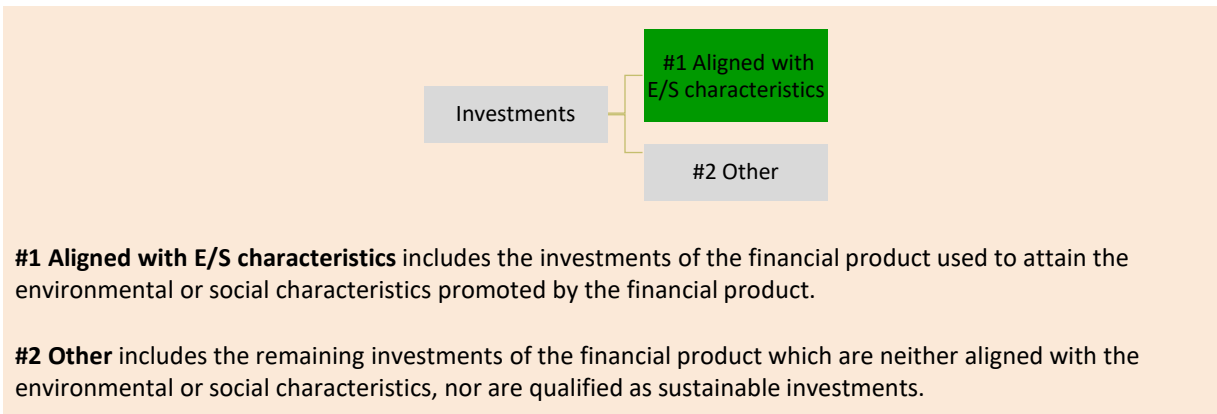 #1 Aligned with
E/S characteristics
Investments
#2 Other
#1 Aligned with E/S characteristics includes the investments of the financial product used to attain the
environmental or social characteristics promoted by the financial product.
#2 Other includes the remaining investments of the financial product which are neither aligned with the
environmental or social characteristics, nor are qualified as sustainable investments.